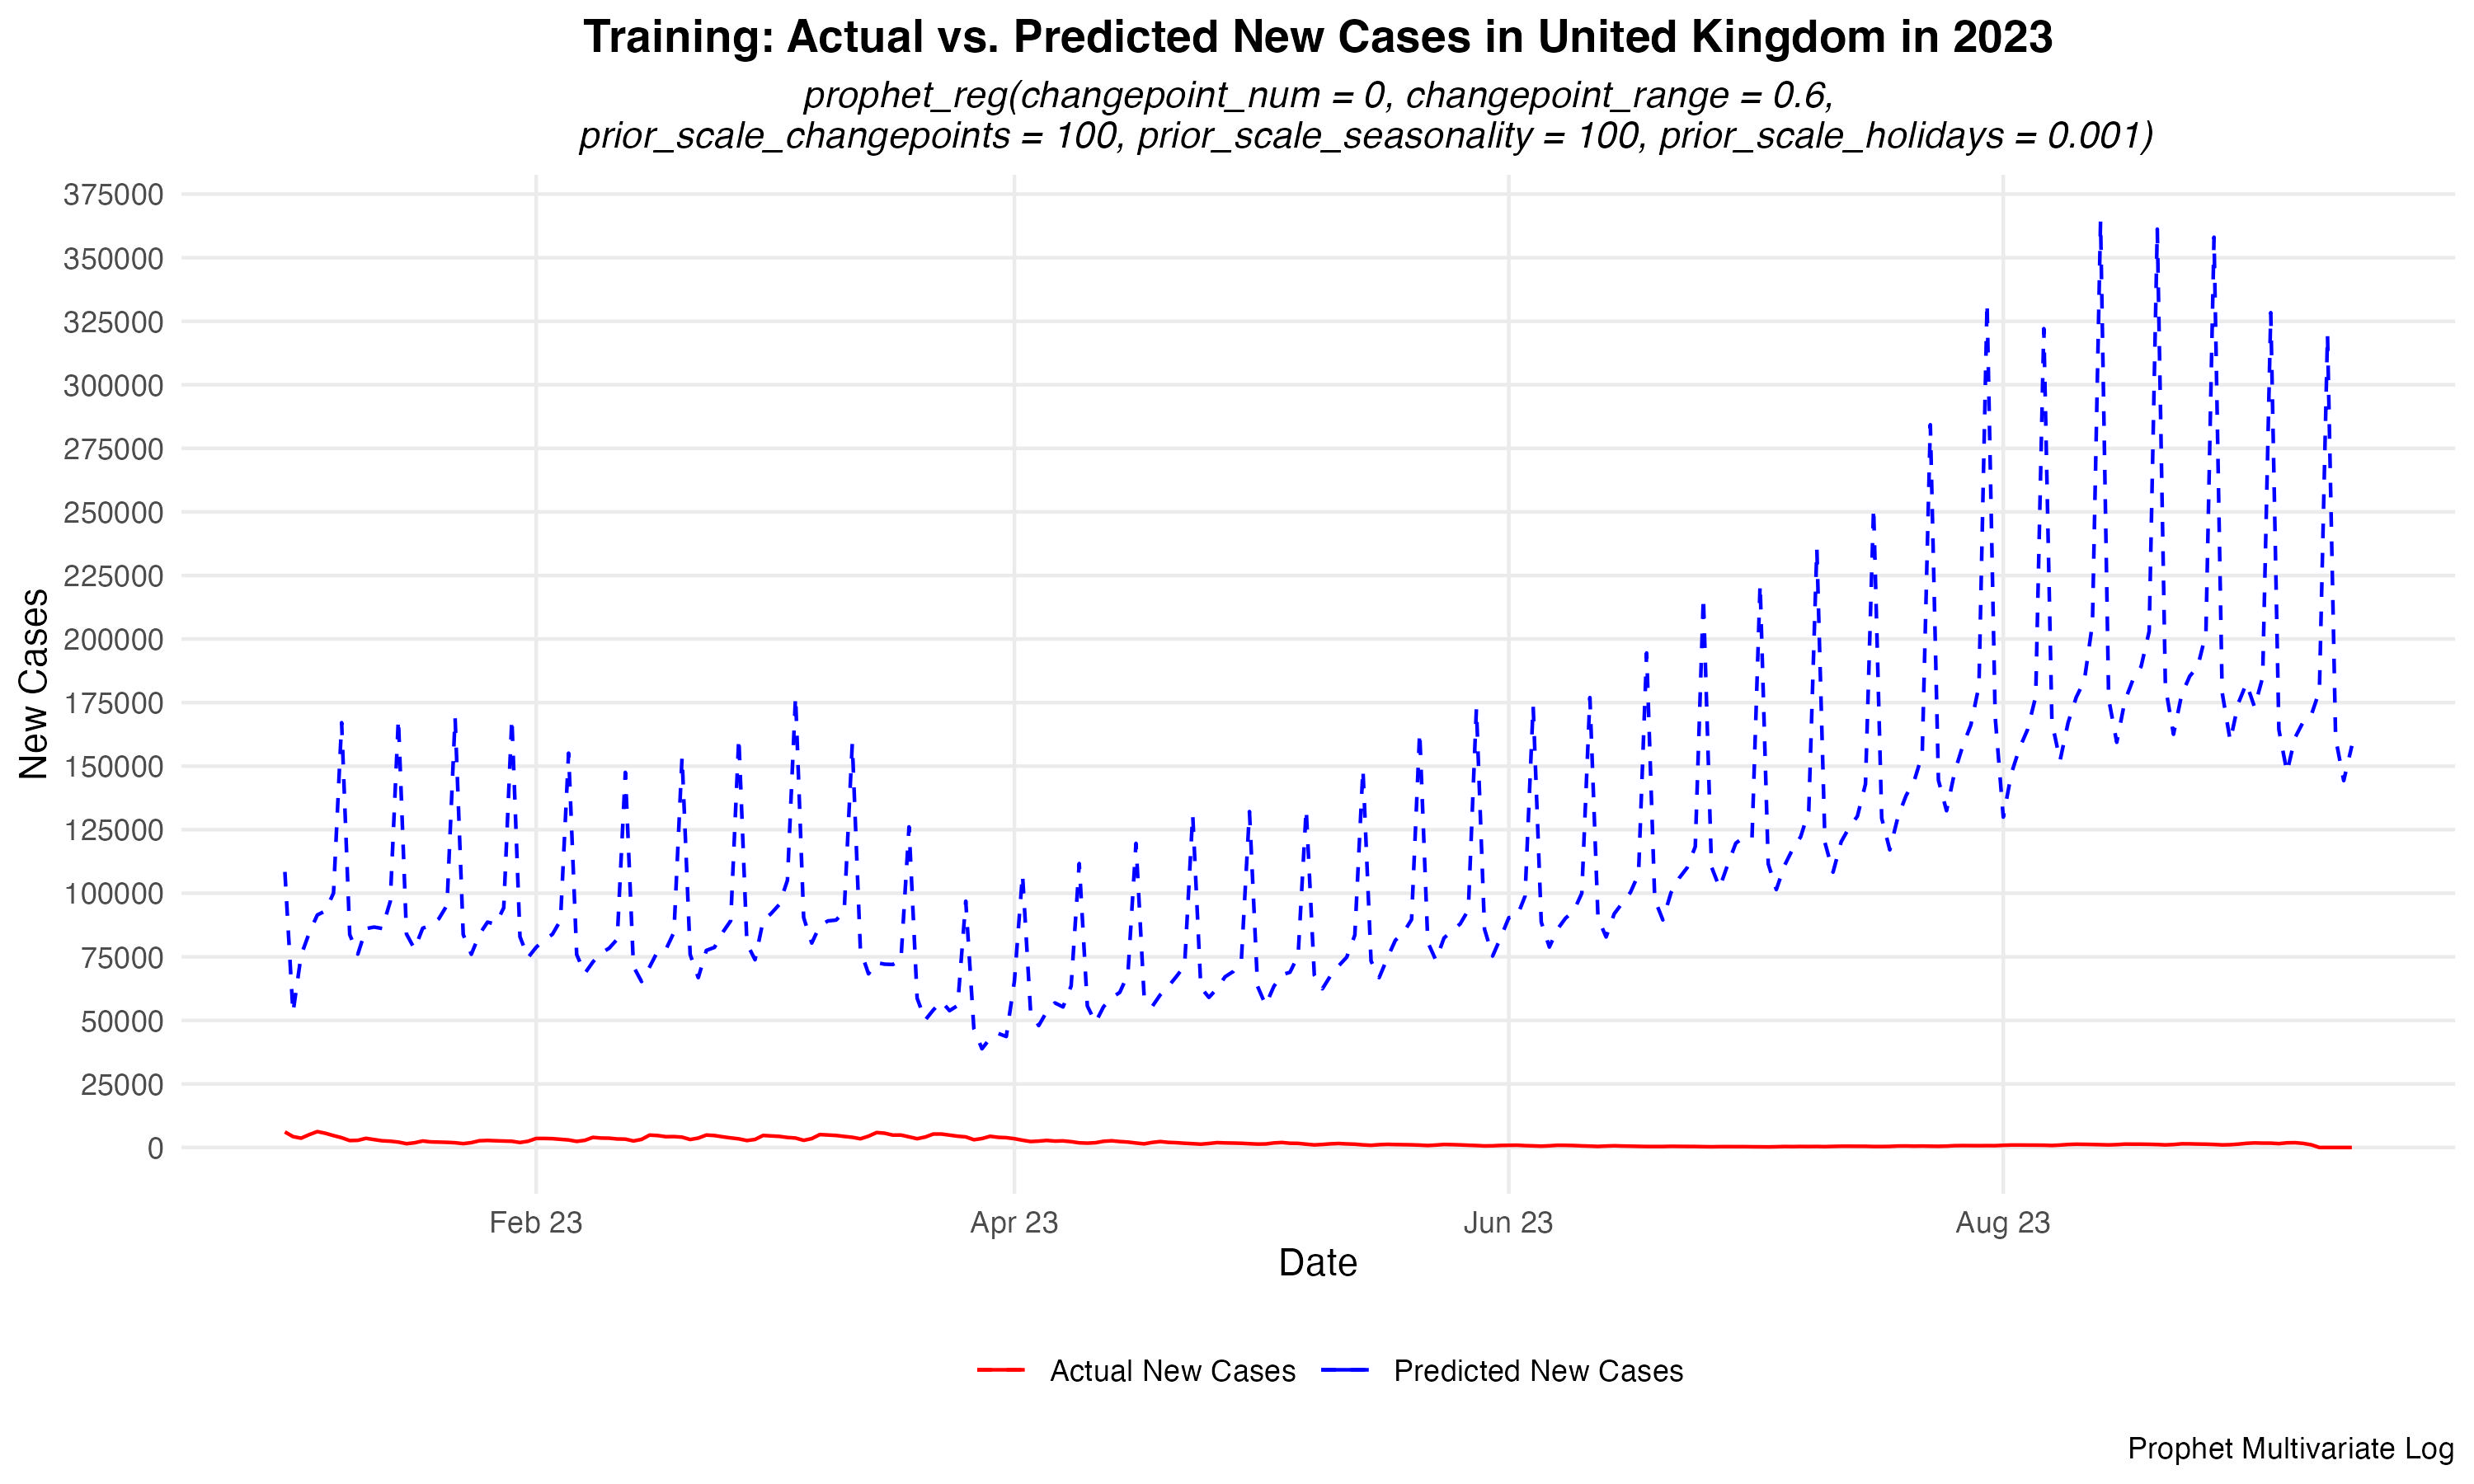 Training: Actual vs. Predicted New Cases in United Kingdom in 2023
prophet_reg(changepoint_num = 0, changepoint_range = 0.6,
prior_scale_changepoints = 100, prior_scale_seasonality = 100, prior_scale_holidays = 0.001)
New Cases
375000
350000
325000
300000
275000
250000
225000
200000
175000
150000
125000
100000
75000
50000
25000
0
Feb 23 Apr 23 Jun 23 Aug 23
Date
Actual New Cases Predicted New Cases
Prophet Multivariate Log